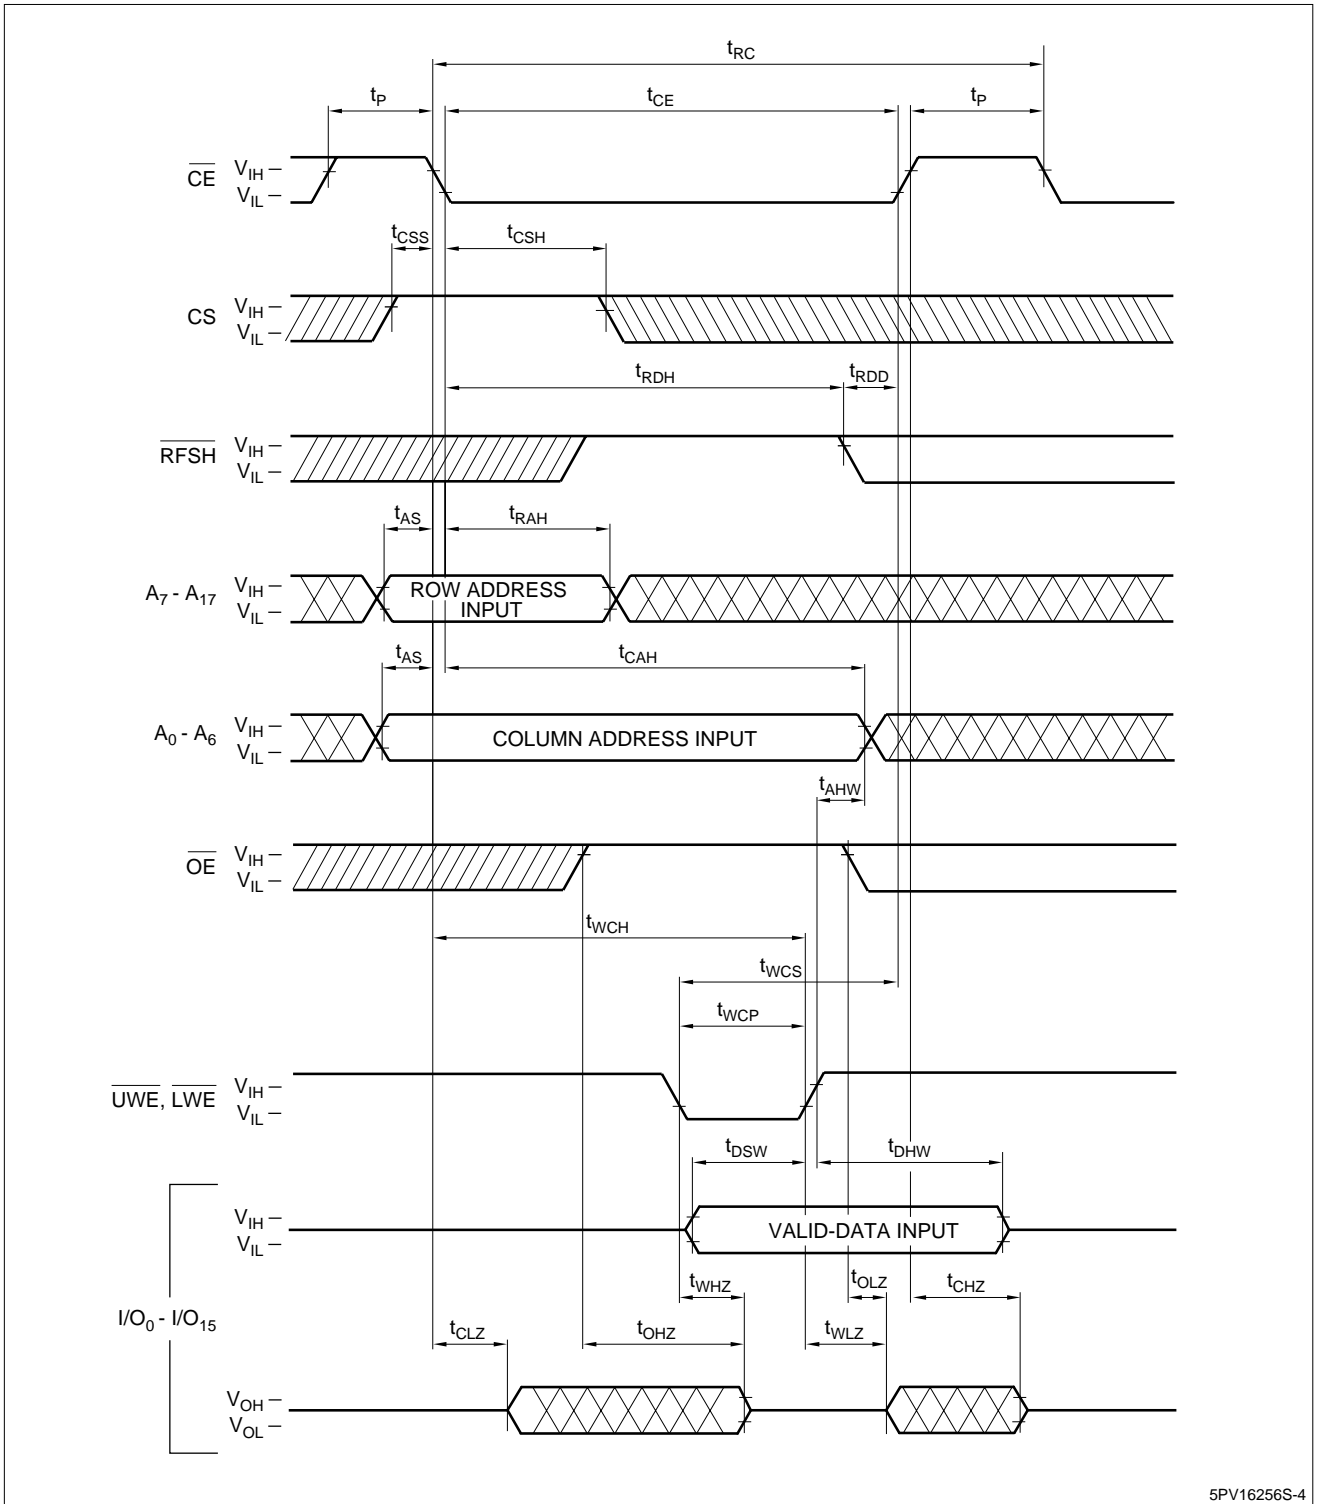 tRC
tP tCE tP
CE VIH
VIL
tCSS tCSH
CS VIH
VIL
tRDH tRDD
RFSH VIH
VIL
tAS tRAH
A7 - A17 VIH
VIL
ROW ADDRESS
INPUT
tAS tCAH
A0 - A6 VIH
VIL
COLUMN ADDRESS INPUT
tAHW
OE VIH
VIL
tWCH
tWCS
tWCP
UWE, LWE VIH
VIL
tDSW tDHW
VIH
VIL
VALID-DATA INPUT
tWHZ tOLZ tCHZ
I/O0 - I/O15
tCLZ tOHZ tWLZ
VOH
VOL
5PV16256S-4